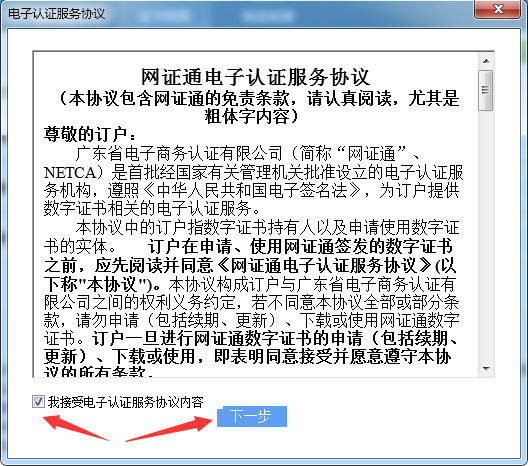 电子认证服务协议
网证通电子认证服务协议
（本协议包含网证通的免责条款，请认真阅读，尤其是
粗体字内容）
尊敬的订户：
广东省电子商务认证有限公司（简称“网证通”、
NETCA）是首批经国家有关管理机关批准设立的电子认证服
务机构，遵照《中华人民共和国电子签名法》，为订户提供
数字证书相关的电子认证服务。
本协议中的订户指数字证书持有人以及申请使用数字证
书的实体。 订户在申请、使用网证通签发的数字证书
之前，应先阅读并同意《网证通电子认证服务协议》(以
下称"本协议")。本协议构成订户与广东省电子商务认证有
限公司之间的权利义务约定，若不同意本协议全部或部分条
款，请勿申请（包括续期、更新）、下载或使用网证通数字
证书。订户一旦进行网证通数字证书的申请（包括续期、
更新）、下载或使用，即表明同意接受并愿意遵守本协
议的所有条款。
我接受电子认证服务协议内容
下一步